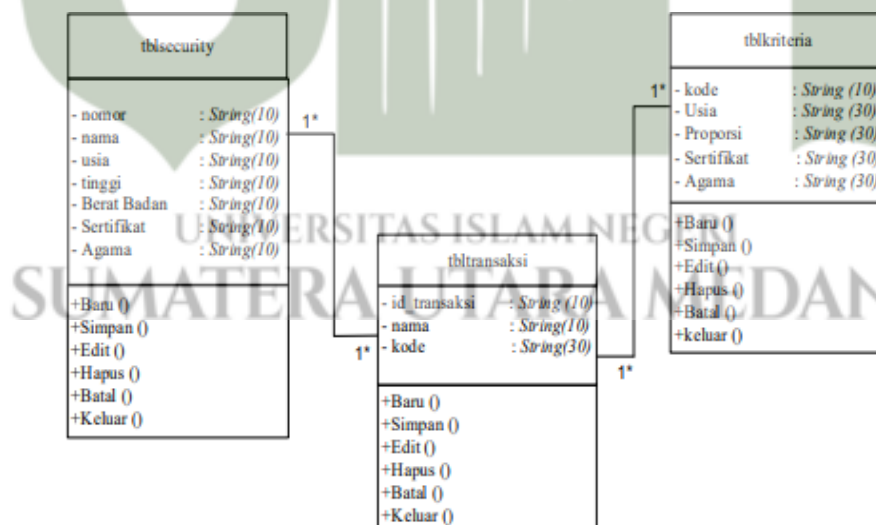 tblsecurity
- nomor : String(10)
- nama : String(10)
- usia : String(10)
- tinggi : String(10)
- Berat Badan : String(10)
- Sertifikat : String(10)
- Agama : String(10)
+Baru ()
+Simpan ()
+Edit ()
+Hapus ()
+Batal ()
+Keluar ()
1*
1*
tbltransaksi
- id_transaksi : String (10)
- nama : String(10)
- kode : String(30)
+Baru ()
+Simpan ()
+Edit ()
+Hapus ()
+Batal ()
+Keluar ()
1*
1*
tblkriteria
- kode : String (10)
- Usia : String (30)
- Proporsi : String (30)
- Sertifikat : String (30)
- Agama : String (30)
+Baru ()
+Simpan ()
+Edit ()
+Hapus ()
+Batal ()
+keluar ()
UNIVERSITAS ISLAM NEGERI
SUMATERA UTARA MEDAN